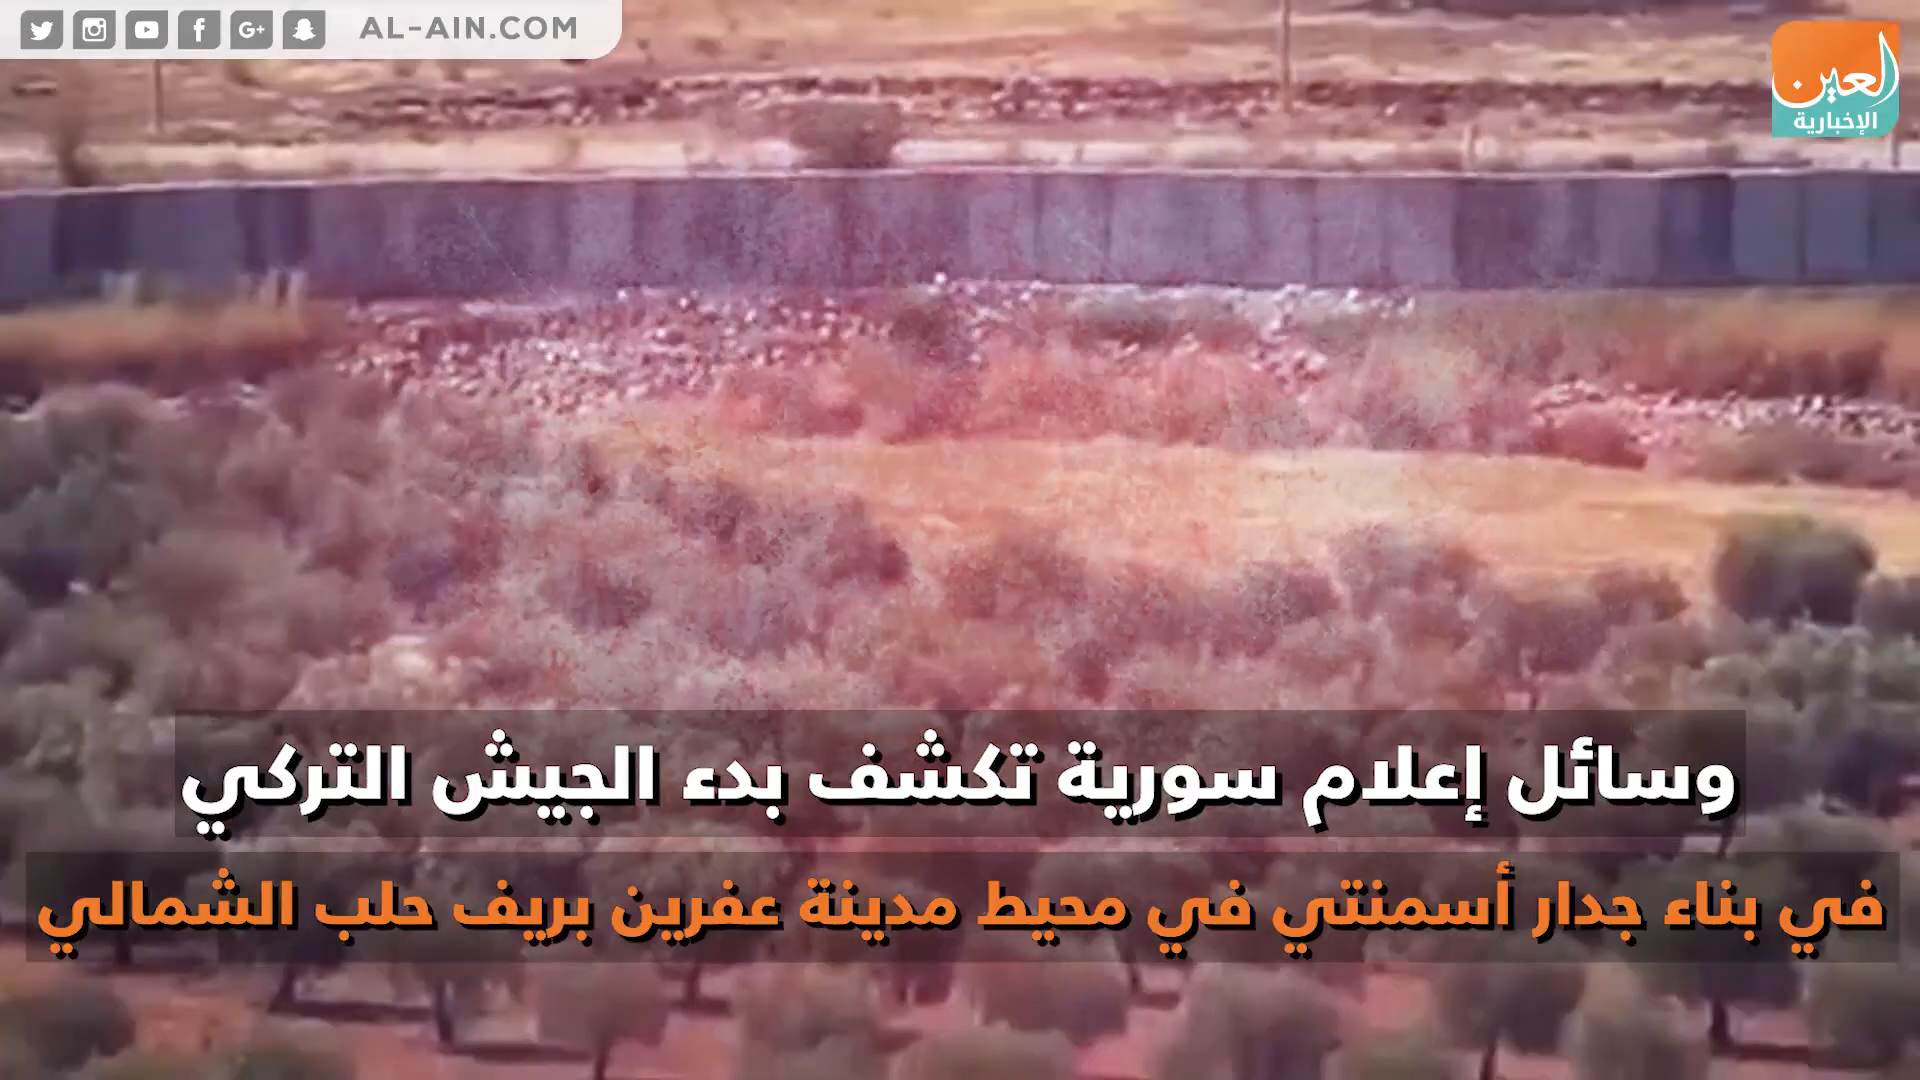 AL-AIN.COM
العين
الإخبارية
وسائل إعلام سورية تكشف بدء الجيش التركي
في بناء جدار أسمنتي في محيط مدينة عفرين بريف حلب الشمالي